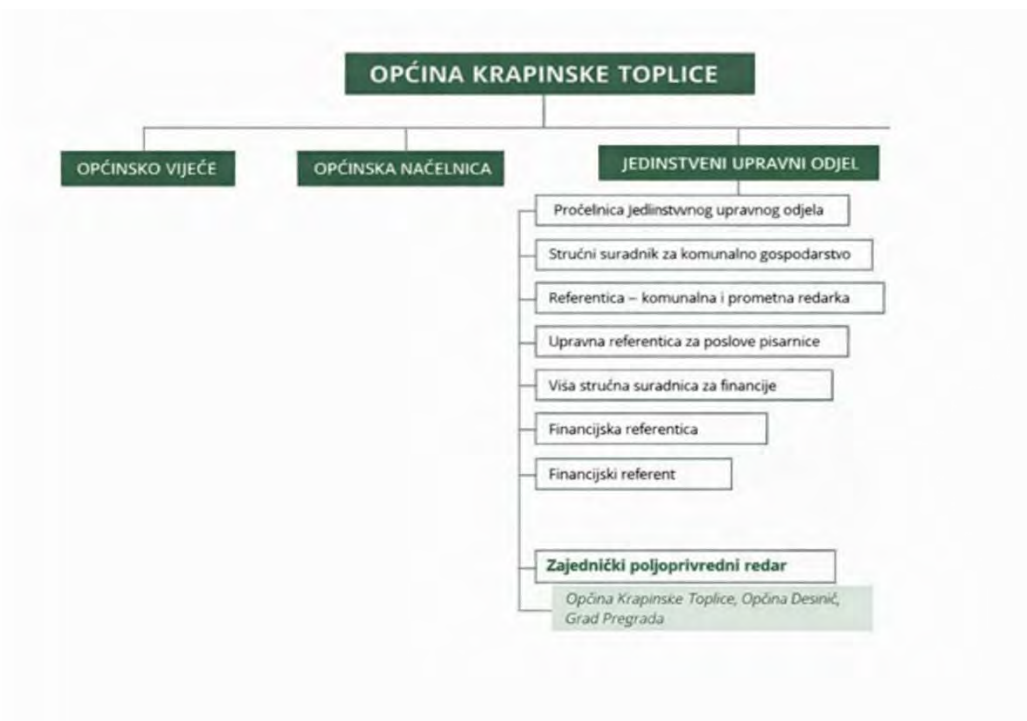 OPĆINA KRAPINSKE TOPLICE
OPĆINSKO VIJEĆE
OPĆINSKA NAČELNICA
JEDINSTVENI UPRAVNI ODJEL
Pročelnica Jedlinstvvnog upravnog odjela
Stručni suradnik za komunalno gospodarstvo
Referentica – komunalna i prometna redarka
Upravna referentica za poslove pisarnice
Viša stručna suradnica za financije
Financijska referentica
Financijski referent
Zajednički poljoprivredni redar
Općina Krapinske Toplice, Općina Desinić,
Grad Pregrada